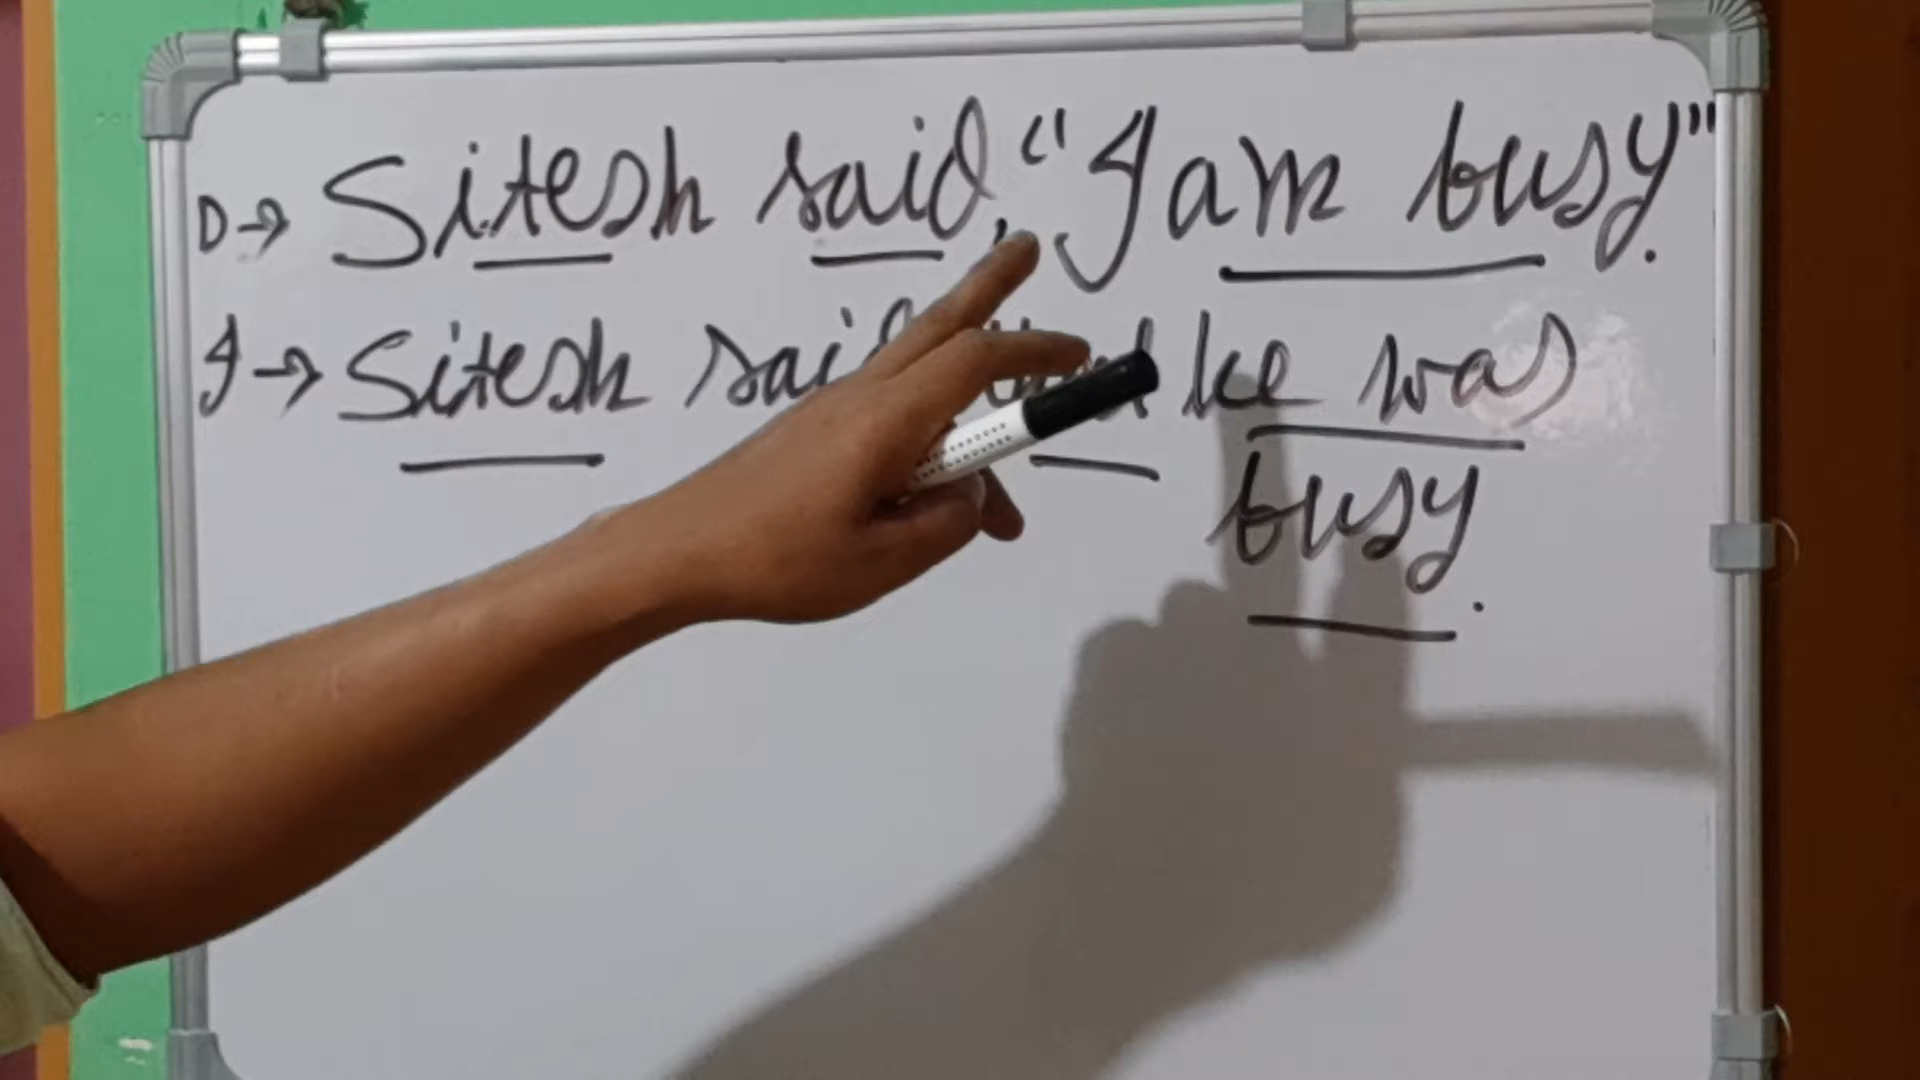 D→ Sitesh said, "I am busy".
I→ Sitesh said that he was
busy.